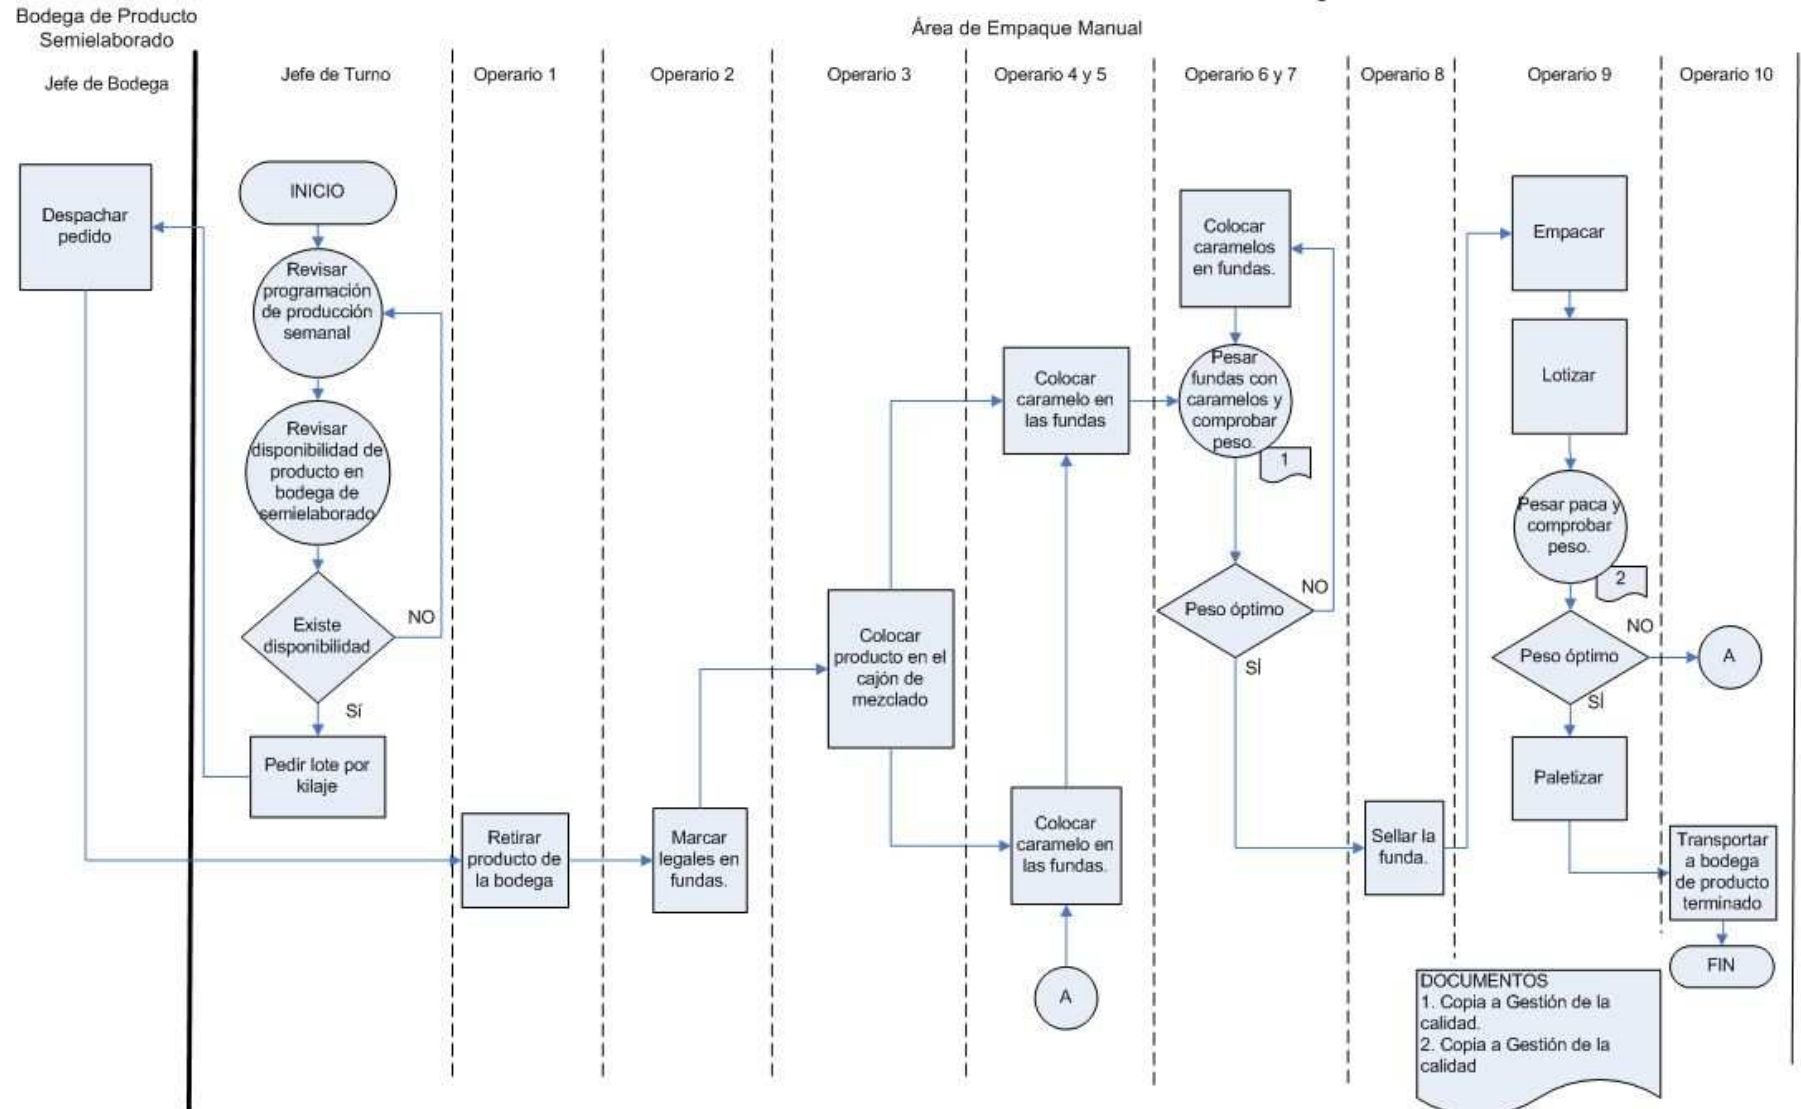 Bodega de Producto
Semielaborado
Área de Empaque Manual
Jefe de Bodega
Jefe de Turno
Operario 1
Operario 2
Operario 3
Operario 4 y 5
Operario 6 y 7
Operario 8
Operario 9
Operario 10
Despachar
pedido
INICIO
Revisar
programación
de producción
semanal
Revisar
disponibilidad de
producto en
bodega de
semielaborado
Existe
disponibilidad
NO
Sí
Pedir lote por
kilaje
Retirar
producto de
la bodega
Marcar
legales en
fundas.
Colocar
producto en el
cajón de
mezclado
Colocar
caramelo en
las fundas
Colocar
caramelo en
las fundas.
A
Colocar
caramelos
en fundas.
Pesar
fundas con
caramelos y
comprobar
peso.
1
Peso óptimo
NO
SÍ
Sellar la
funda.
Empacar
Lotizar
Pesar paca y
comprobar
peso.
2
Peso óptimo
NO
A
SÍ
Paletizar
Transportar
a bodega
de producto
terminado
FIN
DOCUMENTOS
1. Copia a Gestión de la
calidad.
2. Copia a Gestión de la
calidad